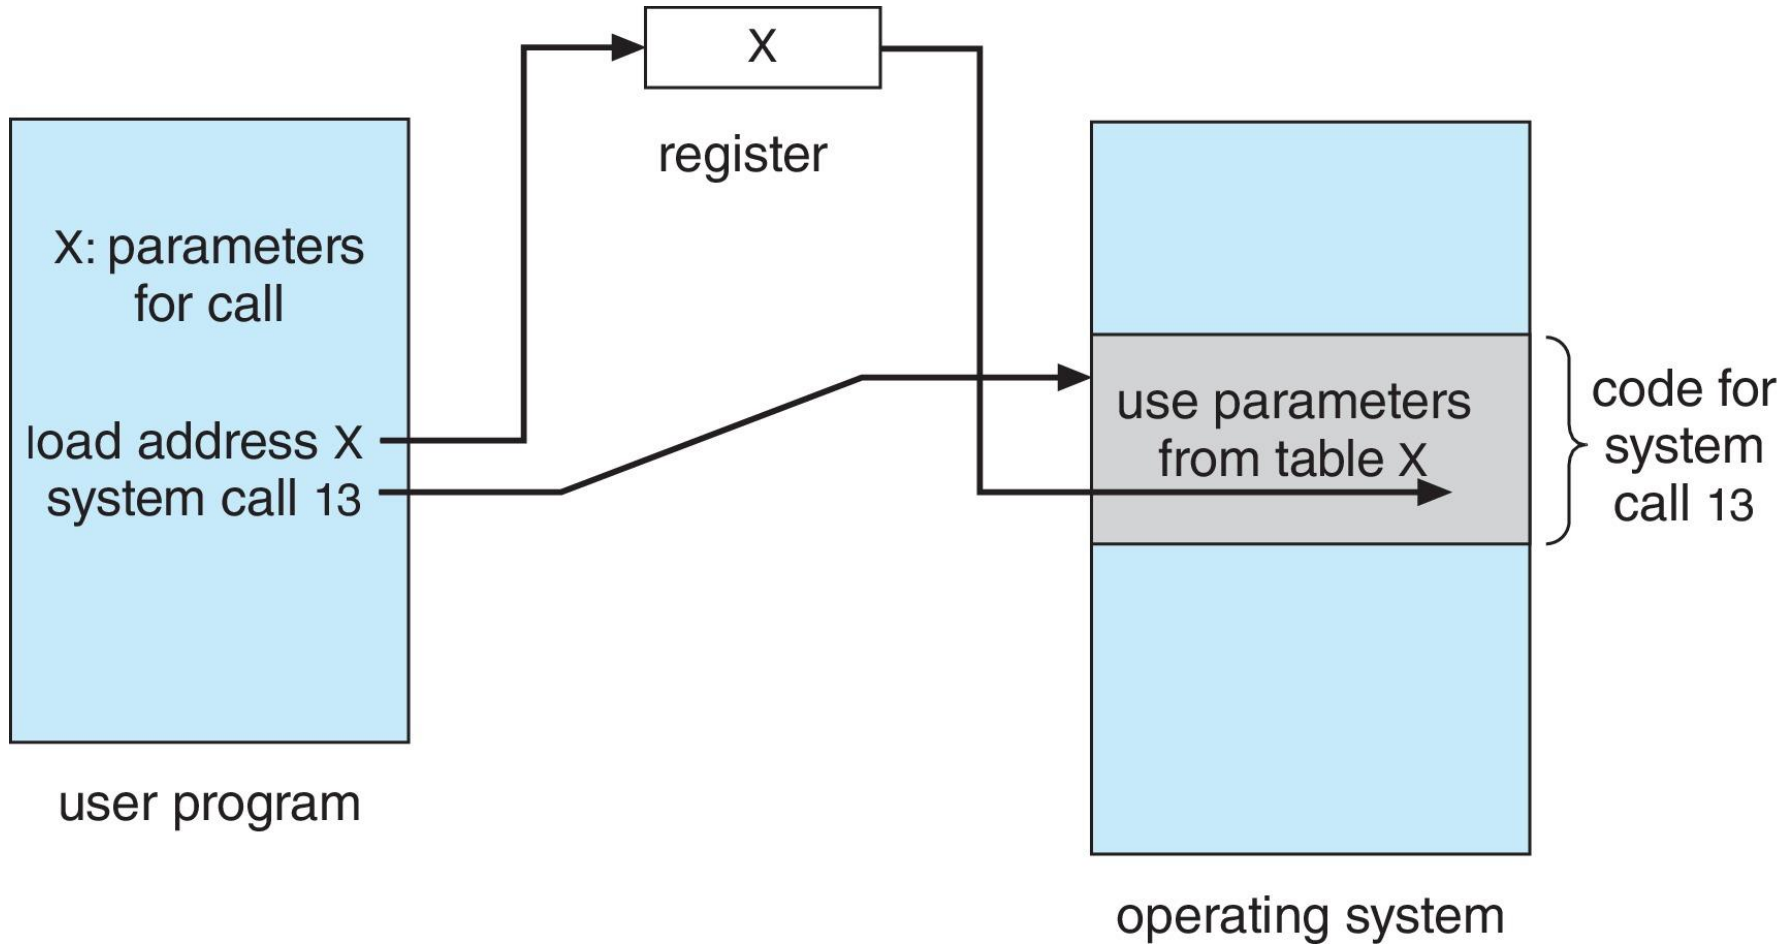 X
register
X: parameters
for call
load address X
system call 13
user program
use parameters
from table X
code for
system
call 13
operating system